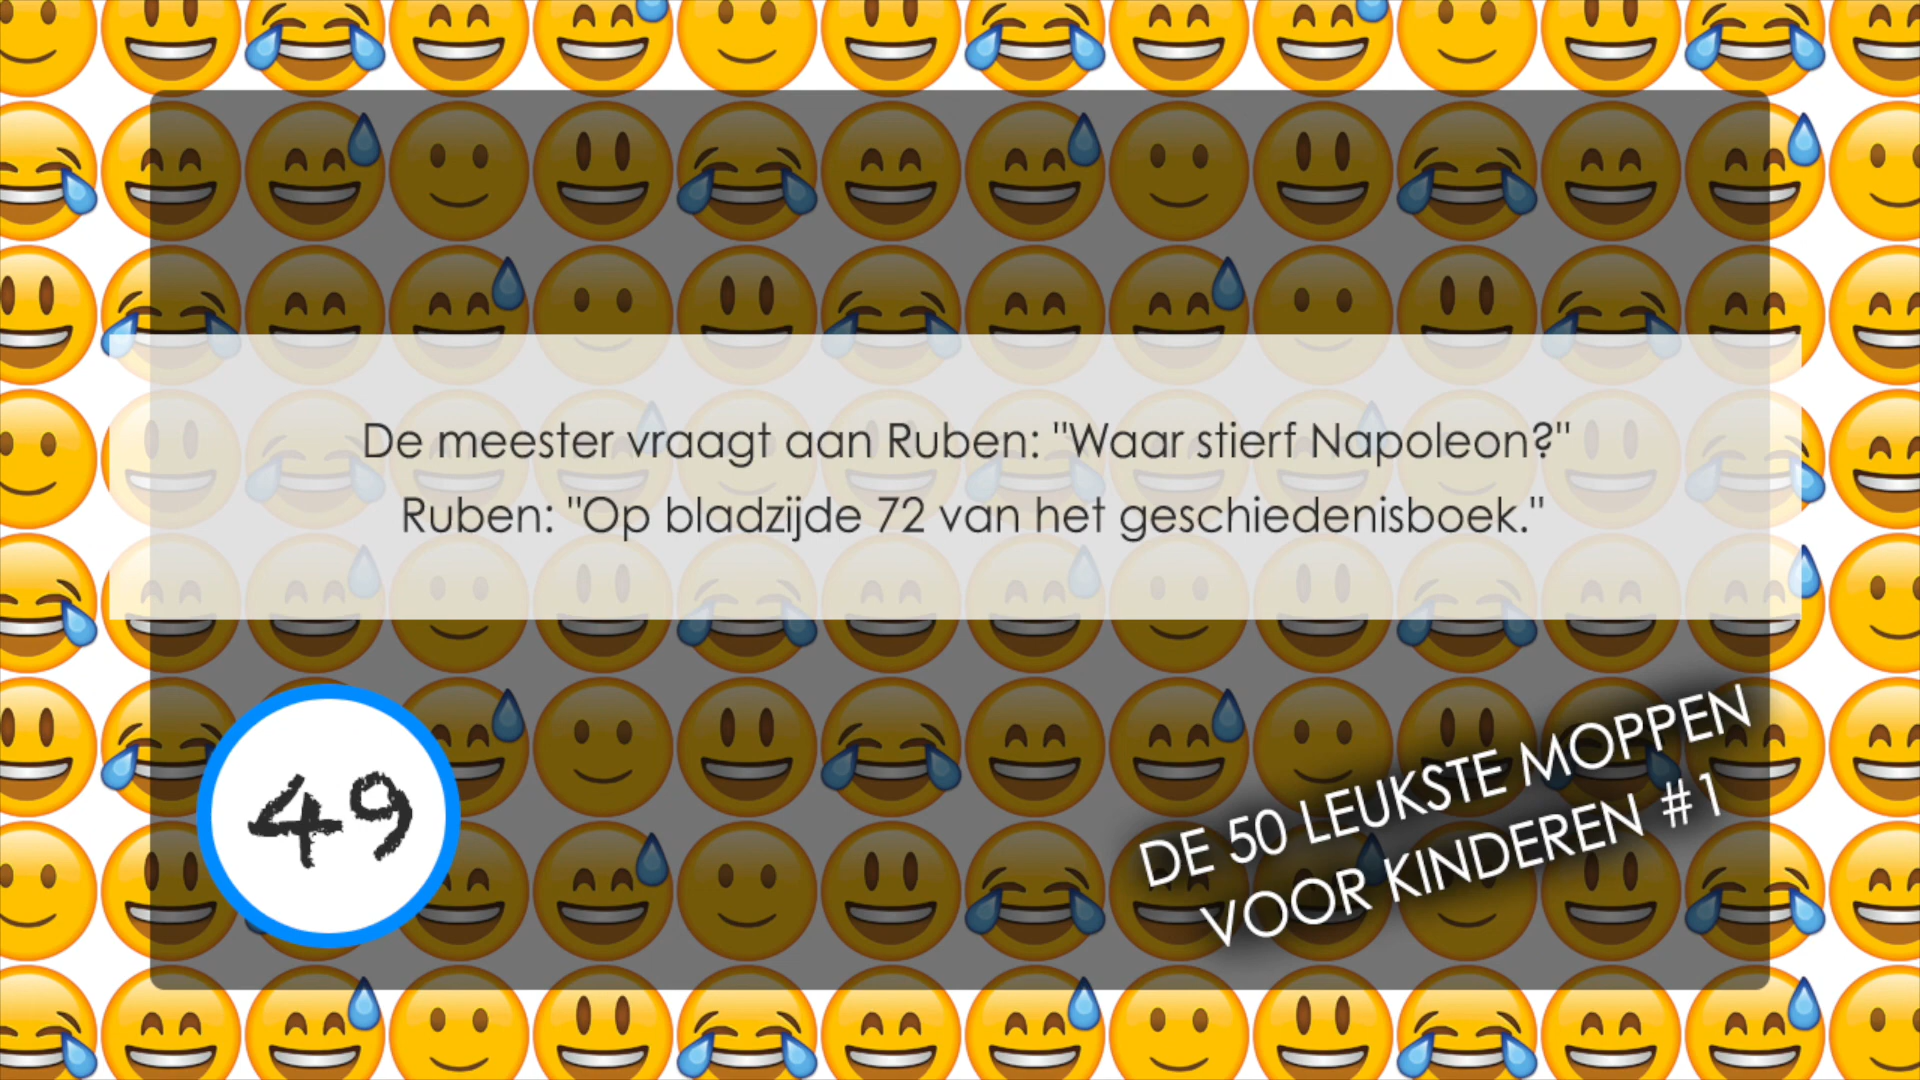 De meester vraagt aan Ruben: "Waar stierf Napoleon?"
Ruben: "Op bladzijde 72 van het geschiedenisboek."
49
DE 50 LEUKSTE MOPPEN
VOOR KINDEREN #1